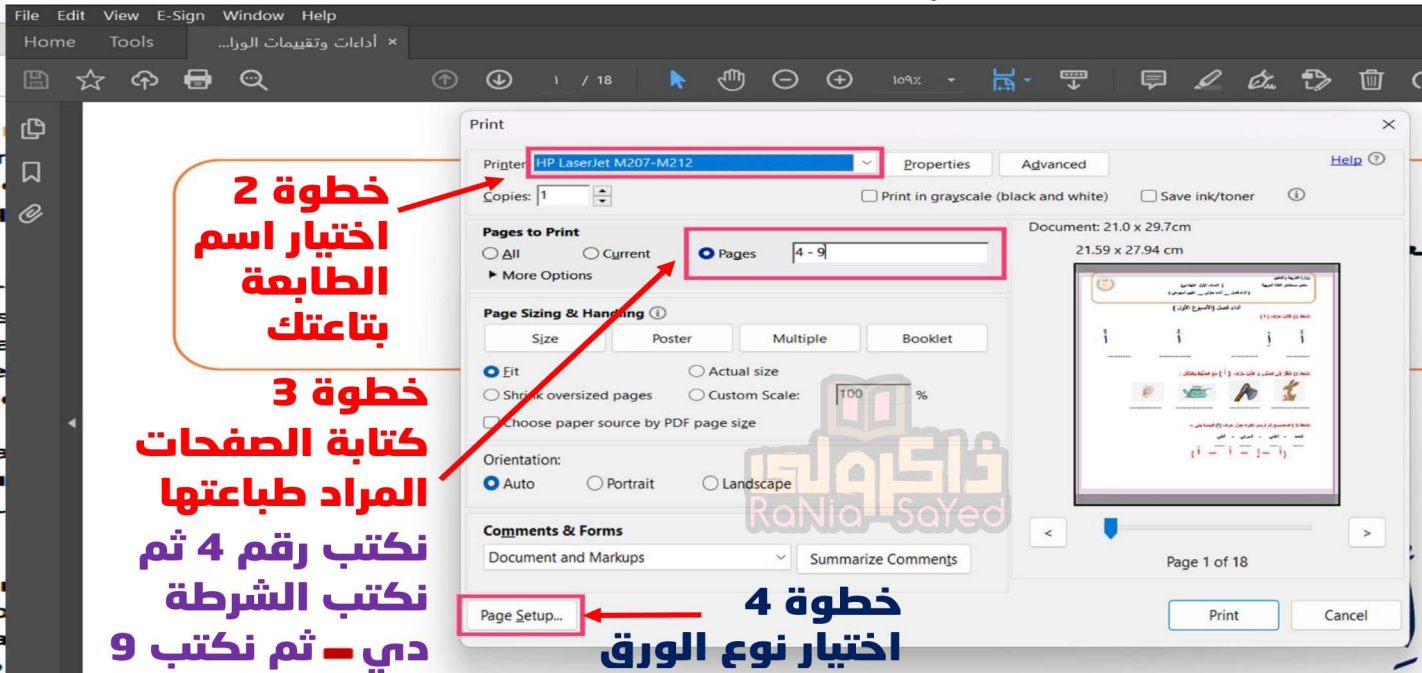 File Edit View E-Sign Window Help
Home Tools أداءات وتقييمات الوزا... ×
١ / 18 ١٠٩٪
Print
Printer: HP LaserJet M207-M212 Properties Advanced Help
Copies: 1 Print in grayscale (black and white) Save ink/toner
Pages to Print
All Current Pages 4 - 9
More Options
Page Sizing & Handling
Size Poster Multiple Booklet
Fit Actual size
Shrink oversized pages Custom Scale: 100 %
Choose paper source by PDF page size
Orientation:
Auto Portrait Landscape
Comments & Forms
Document and Markups Summarize Comments
Page Setup...
Document: 21.0 x 29.7cm
21.59 x 27.94 cm
أداء فصل (الأسبوع الأول)
< >
Page 1 of 18
Print Cancel
خطوة 2
اختيار اسم
الطابعة
بتاعتك
خطوة 3
كتابة الصفحات
المراد طباعتها
نكتب رقم 4 ثم
نكتب الشرطة
دي - ثم نكتب 9
خطوة 4
اختيار نوع الورق
ذاكرولي
RaNia SaYed